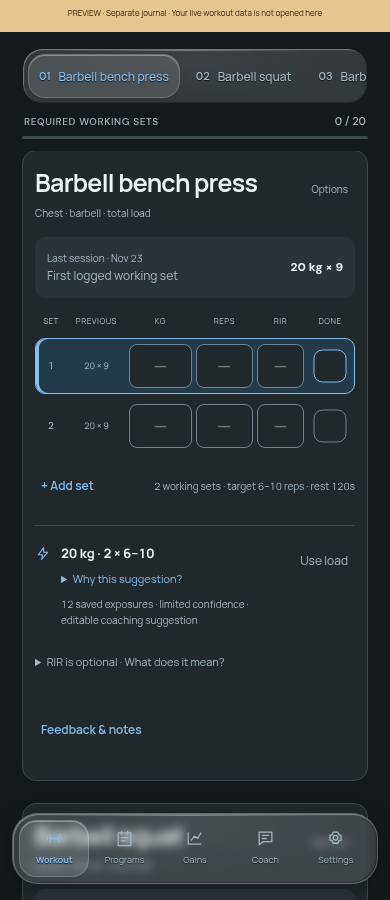 PREVIEW · Separate journal · Your live workout data is not opened here
01 Barbell bench press 02 Barbell squat 03 Barb
REQUIRED WORKING SETS 0 / 20
Barbell bench press
Options
Chest · barbell · total load
Last session · Nov 23
First logged working set
20 kg × 9
SET PREVIOUS KG REPS RIR DONE
1 20 × 9 — — —
2 20 × 9 — — —
+ Add set 2 working sets · target 6–10 reps · rest 120s
20 kg · 2 × 6–10
Use load
▶ Why this suggestion?
12 saved exposures · limited confidence ·
editable coaching suggestion
▶ RIR is optional · What does it mean?
Feedback & notes
Barbell squat
Workout Programs Gains Coach Settings